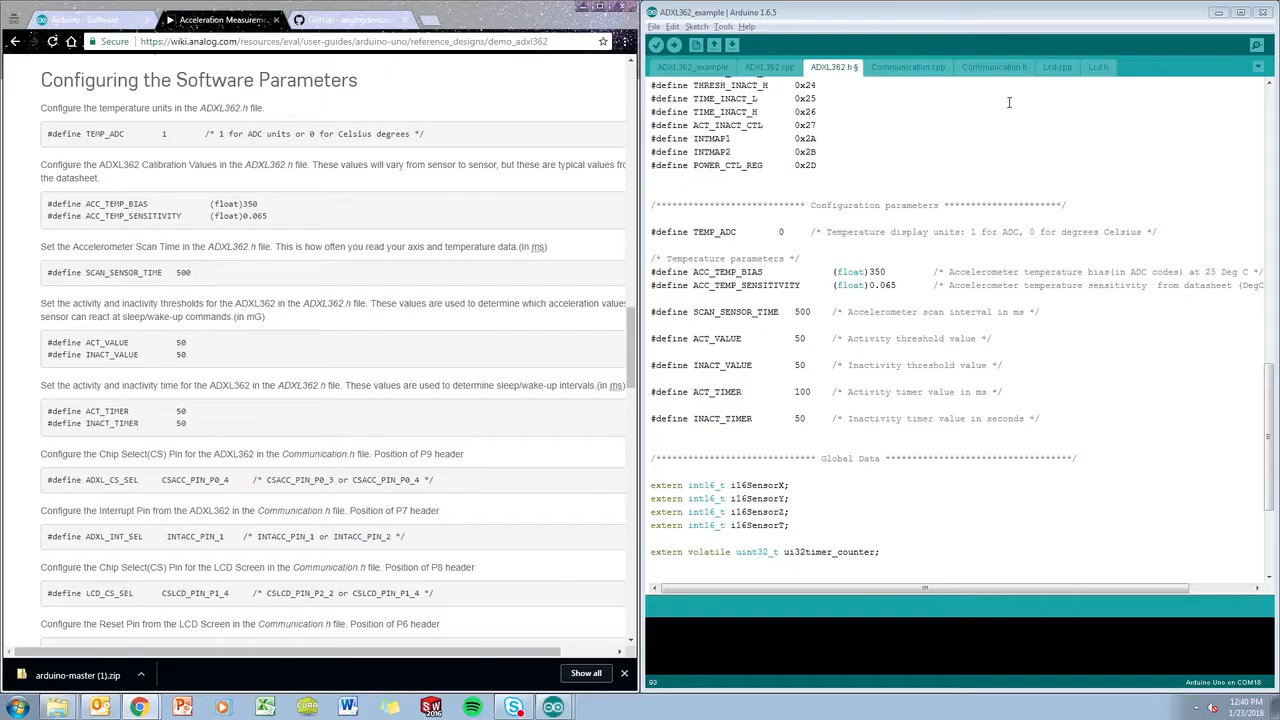 Arduino - Software
Acceleration Measureme
GitHub - analogdevices
Secure
https://wiki.analog.com/resources/eval/user-guides/arduino-uno/reference_designs/demo_adxl362
Configuring the Software Parameters
Configure the temperature units in the ADXL362.h file.
#define TEMP_ADC 1 /* 1 for ADC units or 0 for Celsius degrees */
Configure the ADXL362 Calibration Values in the ADXL362.h file. These values will vary from sensor to sensor, but these are typical values fro
the datasheet.
#define ACC_TEMP_BIAS (float)350
#define ACC_TEMP_SENSITIVITY (float)0.065
Set the Accelerometer Scan Time in the ADXL362.h file. This is how often you read your axis and temperature data.(in ms)
#define SCAN_SENSOR_TIME 500
Set the activity and inactivity thresholds for the ADXL362 in the ADXL362.h file. These values are used to determine which acceleration values
sensor can react at sleep/wake-up commands.(in mG)
#define ACT_VALUE 50
#define INACT_VALUE 50
Set the activity and inactivity time for the ADXL362 in the ADXL362.h file. These values are used to determine sleep/wake-up intervals.(in ms)
#define ACT_TIMER 50
#define INACT_TIMER 50
Configure the Chip Select(CS) Pin for the ADXL362 in the Communication.h file. Position of P9 header
#define ADXL_CS_SEL CSACC_PIN_P0_4 /* CSACC_PIN_P0_3 or CSACC_PIN_P0_4 */
Configure the Interrupt Pin from the ADXL362 in the Communication.h file. Position of P7 header
#define ADXL_INT_SEL INTACC_PIN_1 /* INTACC_PIN_1 or INTACC_PIN_2 */
Configure the Chip Select(CS) Pin for the LCD Screen in the Communication.h file. Position of P8 header
#define LCD_CS_SEL CSLCD_PIN_P1_4 /* CSLCD_PIN_P2_2 or CSLCD_PIN_P1_4 */
Configure the Reset Pin from the LCD Screen in the Communication.h file. Position of P6 header
arduino-master (1).zip
Show all
ADXL362_example | Arduino 1.6.5
File Edit Sketch Tools Help
ADXL362_example ADXL362.cpp ADXL362.h § Communication.cpp Communication.h Lcd.cpp Lcd.h
#define THRESH_INACT_H 0x24
#define TIME_INACT_L 0x25
#define TIME_INACT_H 0x26
#define ACT_INACT_CTL 0x27
#define INTMAP1 0x2A
#define INTMAP2 0x2B
#define POWER_CTL_REG 0x2D
/**************************** Configuration parameters **********************/
#define TEMP_ADC 0 /* Temperature display units: 1 for ADC, 0 for degrees Celsius */
/* Temperature parameters */
#define ACC_TEMP_BIAS (float)350 /* Accelerometer temperature bias(in ADC codes) at 25 Deg C */
#define ACC_TEMP_SENSITIVITY (float)0.065 /* Accelerometer temperature sensitivity from datasheet (DegC
#define SCAN_SENSOR_TIME 500 /* Accelerometer scan interval in ms */
#define ACT_VALUE 50 /* Activity threshold value */
#define INACT_VALUE 50 /* Inactivity threshold value */
#define ACT_TIMER 100 /* Activity timer value in ms */
#define INACT_TIMER 50 /* Inactivity timer value in seconds */
/****************************** Global Data ***********************************/
extern int16_t i16SensorX;
extern int16_t i16SensorY;
extern int16_t i16SensorZ;
extern int16_t i16SensorT;
extern volatile uint32_t ui32timer_counter;
93
Arduino Uno on COM18
12:40 PM
1/23/2018